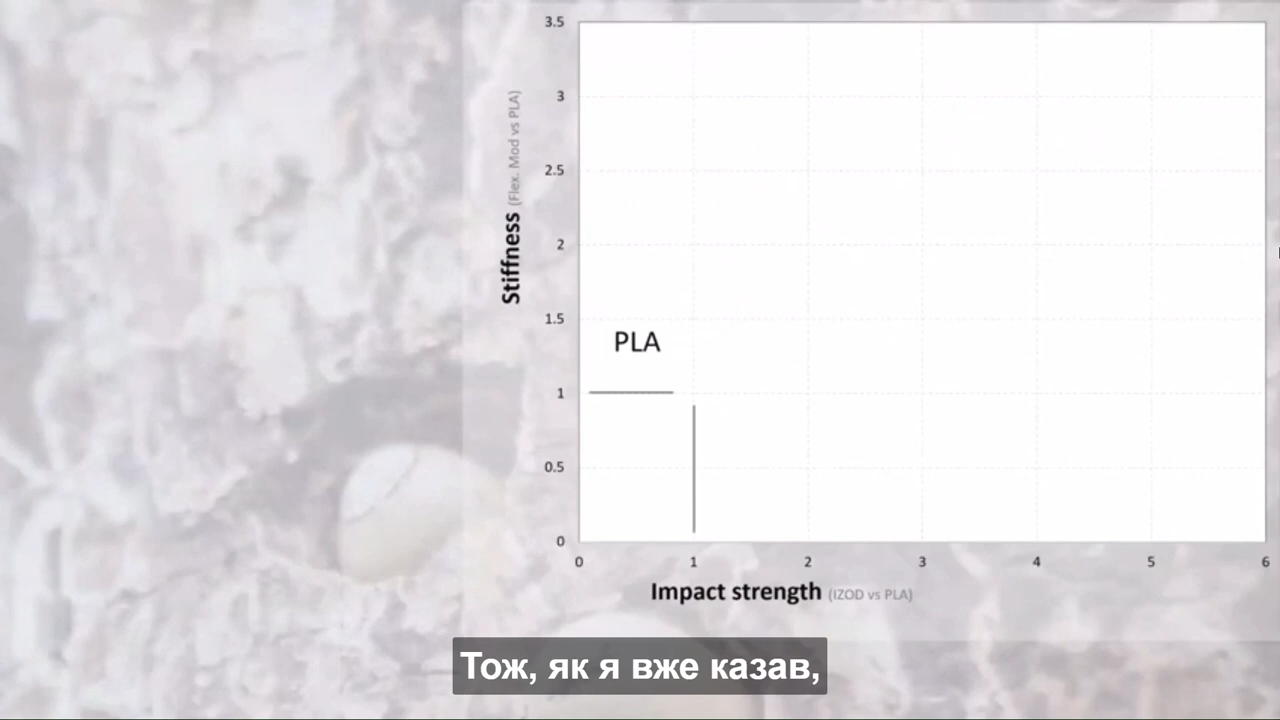 3.5
3
2.5
2
1.5
1
0.5
0
Stiffness (Flex. Mod vs PLA)
PLA
0 1 2 3 4 5 6
Impact strength (IZOD vs PLA)
Тож, як я вже казав,